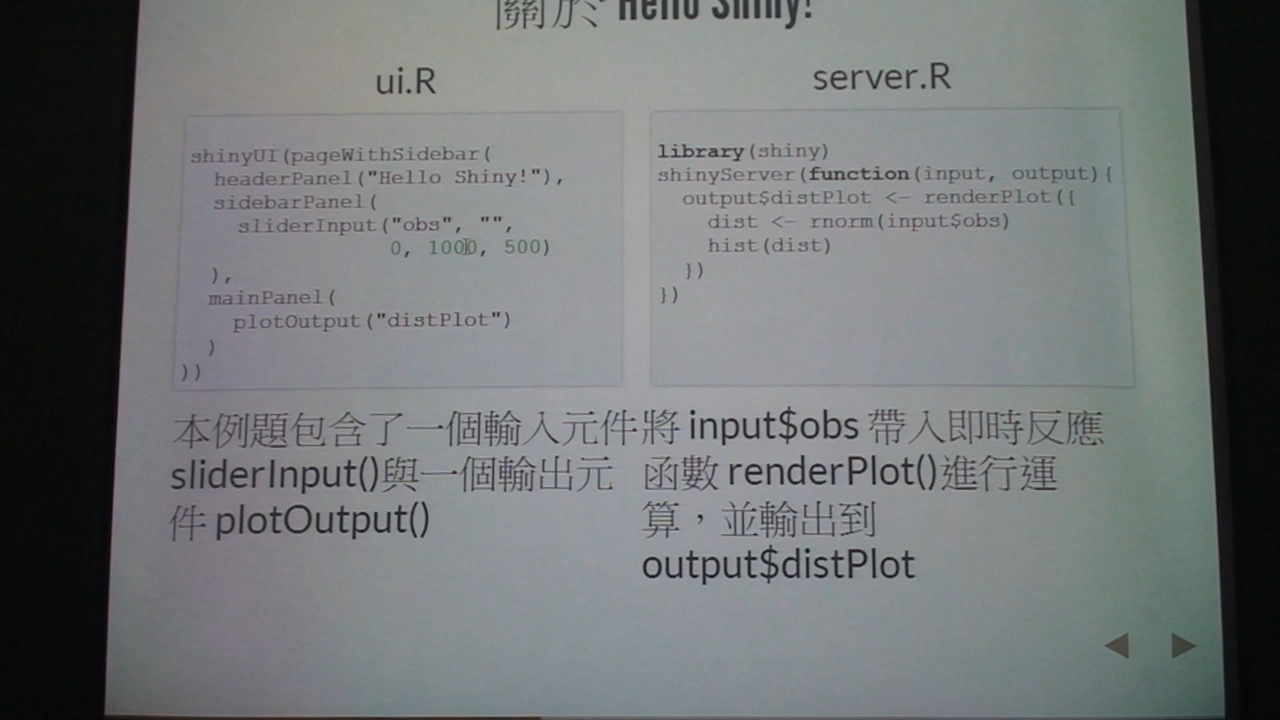 關於 Hello Shiny!
ui.R
shinyUI(pageWithSidebar(
headerPanel("Hello Shiny!"),
sidebarPanel(
sliderInput("obs", "",
0, 1000, 500)
),
mainPanel(
plotOutput("distPlot")
)
))
本例題包含了一個輸入元件
sliderInput()與一個輸出元
件 plotOutput()
server.R
library(shiny)
shinyServer(function(input, output){
output$distPlot <- renderPlot({
dist <- rnorm(input$obs)
hist(dist)
})
})
將 input$obs 帶入即時反應
函數 renderPlot()進行運
算，並輸出到
output$distPlot